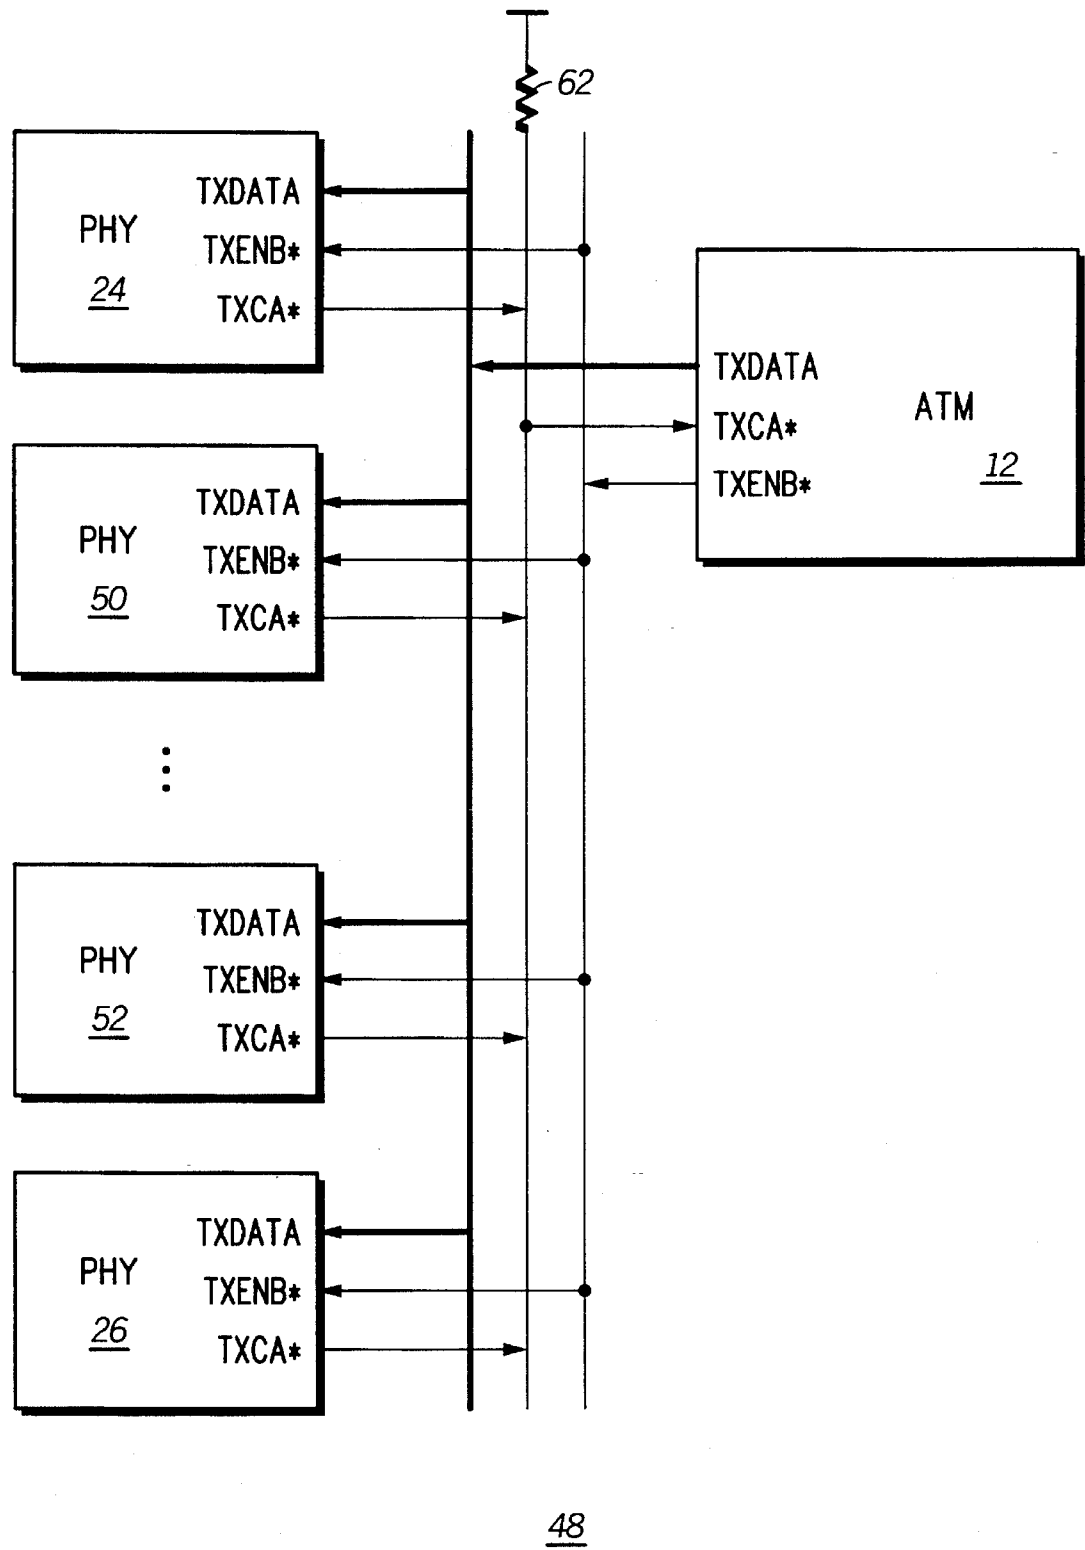 62
TXDATA
PHY
TXENB*
24
TXCA*
TXDATA
ATM
TXCA*
12
TXENB*
TXDATA
PHY
TXENB*
50
TXCA*
TXDATA
PHY
TXENB*
52
TXCA*
TXDATA
PHY
TXENB*
26
TXCA*
48